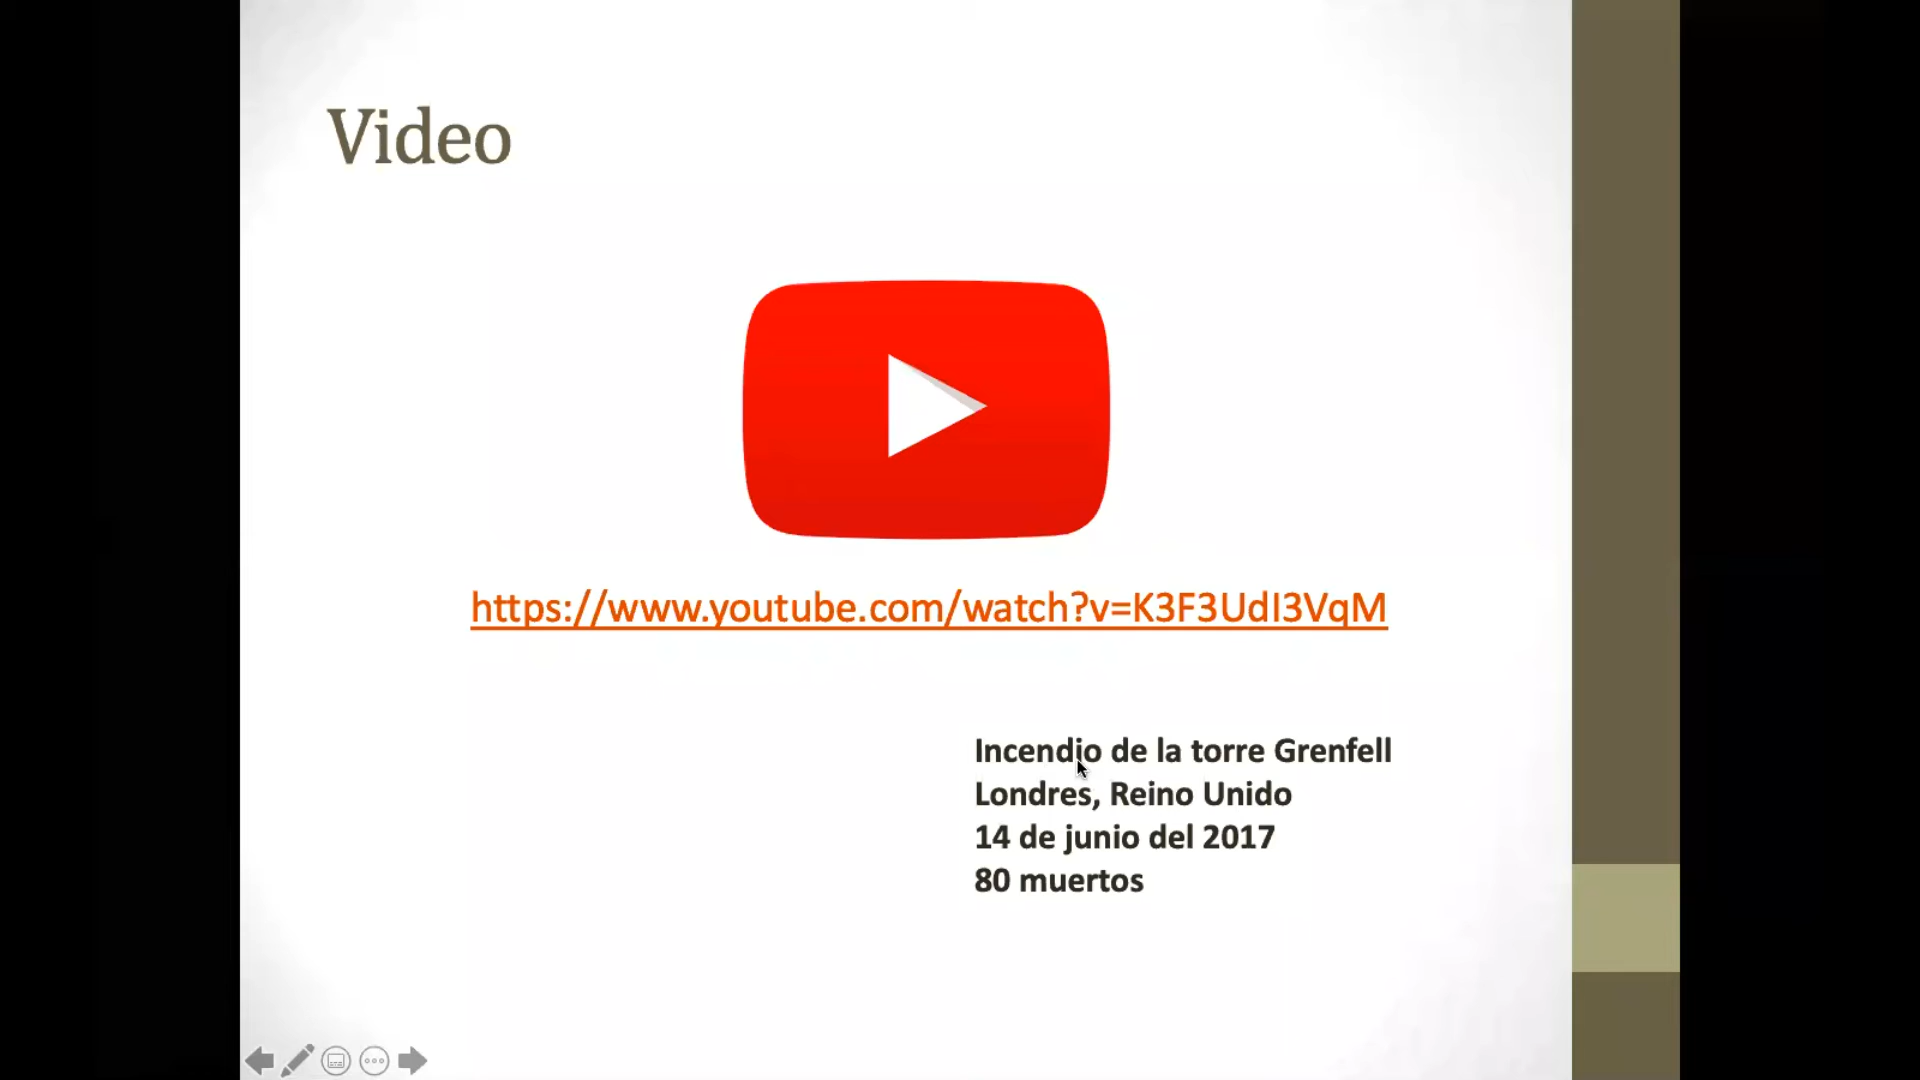 Video
https://www.youtube.com/watch?v=K3F3UdI3VqM
Incendio de la torre Grenfell
Londres, Reino Unido
14 de junio del 2017
80 muertos